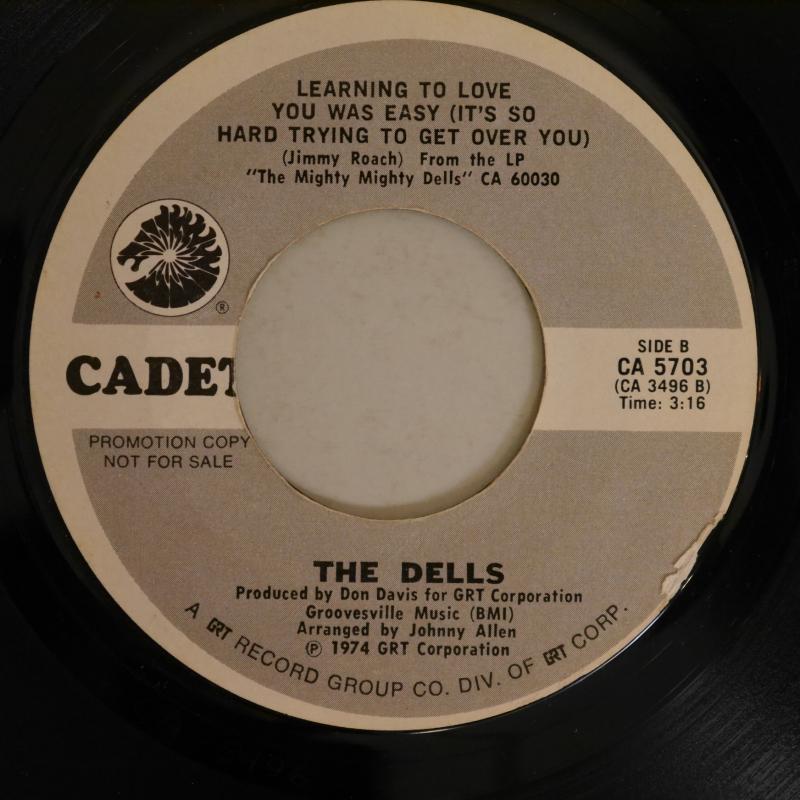 LEARNING TO LOVE
YOU WAS EASY (IT'S SO
HARD TRYING TO GET OVER YOU)
(Jimmy Roach) From the LP
"The Mighty Mighty Dells" CA 60030
®
CADET
SIDE B
CA 5703
(CA 3496 B)
Time: 3:16
PROMOTION COPY
NOT FOR SALE
THE DELLS
Produced by Don Davis for GRT Corporation
Groovesville Music (BMI)
Arranged by Johnny Allen
℗ 1974 GRT Corporation
A GRT RECORD GROUP CO. DIV. OF GRT CORP.